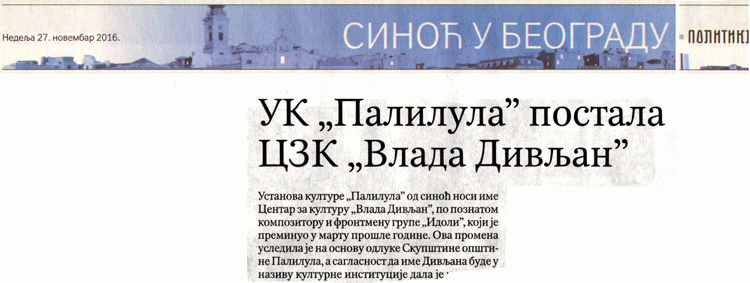 Недеља 27. новембар 2016.
СИНОЋ У БЕОГРАДУ
УК „Палилула” постала
ЦЗК „Влада Дивљан”
Установа културе „Палилула” од синоћ носи име
Центар за културу „Влада Дивљан”, по познатом
композитору и фронтмену групе „Идоли”, који је
преминуо у марту прошле године. Ова промена
уследила је на основу одлуке Скупштине општи-
не Палилула, а сагласност да име Дивљана буде у
називу културне институције дала је